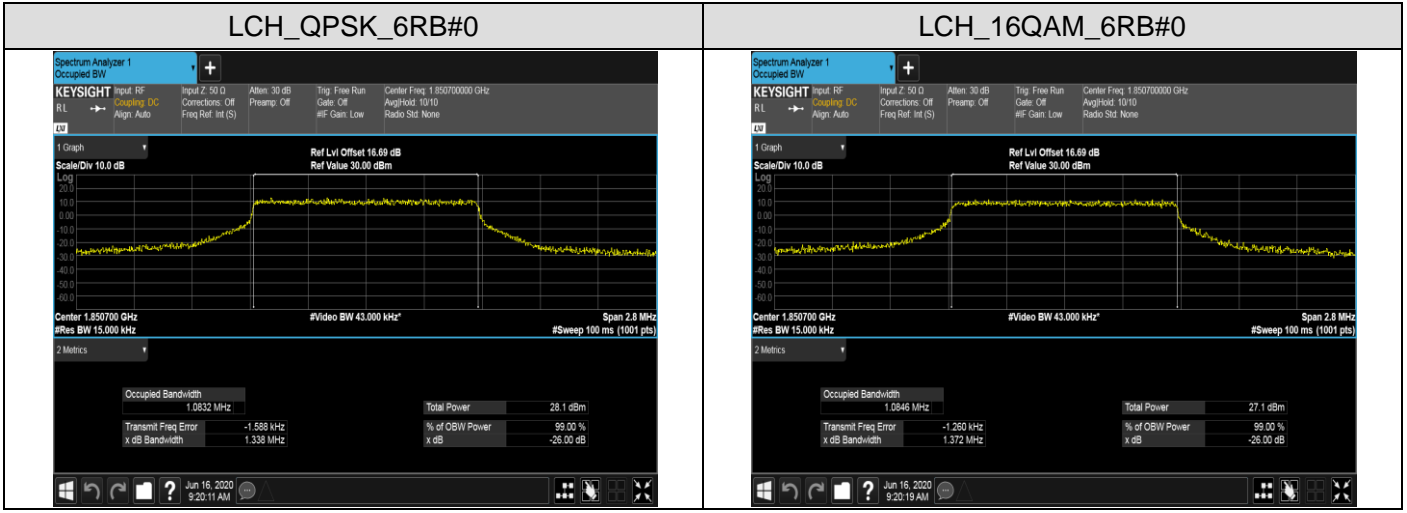 LCH_QPSK_6RB#0
LCH_16QAM_6RB#0
Spectrum Analyzer 1
Occupied BW
+
KEYSIGHT
R L
LXI
Input: RF
Coupling: DC
Align: Auto
Input Z: 50 Ω
Corrections: Off
Freq Ref: Int (S)
Atten: 30 dB
Preamp: Off
Trig: Free Run
Gate: Off
#IF Gain: Low
Center Freq: 1.850700000 GHz
Avg|Hold: 10/10
Radio Std: None
1 Graph
Scale/Div 10.0 dB
Ref Lvl Offset 16.69 dB
Ref Value 30.00 dBm
Log
20.0
10.0
0.00
-10.0
-20.0
-30.0
-40.0
-50.0
-60.0
Center 1.850700 GHz
#Video BW 43.000 kHz*
Span 2.8 MHz
#Res BW 15.000 kHz
#Sweep 100 ms (1001 pts)
2 Metrics
Occupied Bandwidth
1.0832 MHz
Total Power 28.1 dBm
Transmit Freq Error -1.588 kHz
% of OBW Power 99.00 %
x dB Bandwidth 1.338 MHz
x dB -26.00 dB
?
Jun 16, 2020
9:20:11 AM
Spectrum Analyzer 1
Occupied BW
+
KEYSIGHT
R L
LXI
Input: RF
Coupling: DC
Align: Auto
Input Z: 50 Ω
Corrections: Off
Freq Ref: Int (S)
Atten: 30 dB
Preamp: Off
Trig: Free Run
Gate: Off
#IF Gain: Low
Center Freq: 1.850700000 GHz
Avg|Hold: 10/10
Radio Std: None
1 Graph
Scale/Div 10.0 dB
Ref Lvl Offset 16.69 dB
Ref Value 30.00 dBm
Log
20.0
10.0
0.00
-10.0
-20.0
-30.0
-40.0
-50.0
-60.0
Center 1.850700 GHz
#Video BW 43.000 kHz*
Span 2.8 MHz
#Res BW 15.000 kHz
#Sweep 100 ms (1001 pts)
2 Metrics
Occupied Bandwidth
1.0846 MHz
Total Power 27.1 dBm
Transmit Freq Error -1.260 kHz
% of OBW Power 99.00 %
x dB Bandwidth 1.372 MHz
x dB -26.00 dB
?
Jun 16, 2020
9:20:19 AM